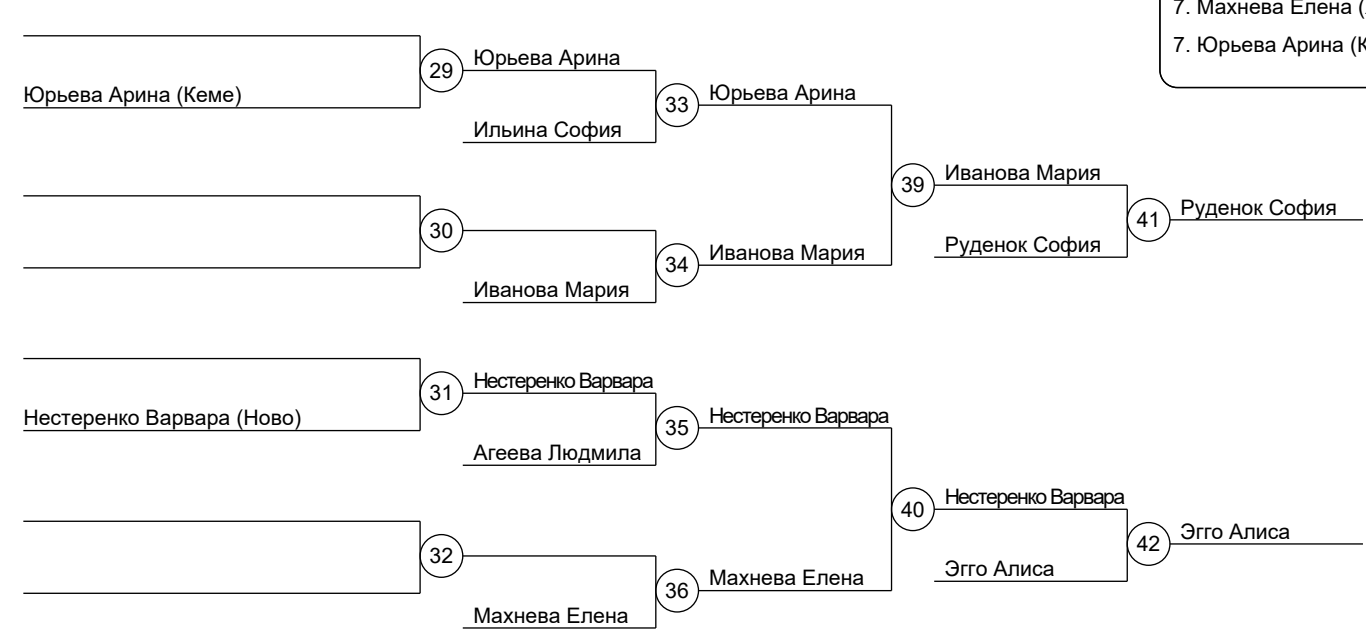 7. Махнева Елена (
7. Юрьева Арина (К
Юрьева Арина (Кеме)
29
Юрьева Арина
Ильина София
33
Юрьева Арина
30
Иванова Мария
34
Иванова Мария
39
Иванова Мария
Руденок София
41
Руденок София
Нестеренко Варвара (Ново)
31
Нестеренко Варвара
Агеева Людмила
35
Нестеренко Варвара
32
Махнева Елена
36
Махнева Елена
40
Нестеренко Варвара
Эгго Алиса
42
Эгго Алиса